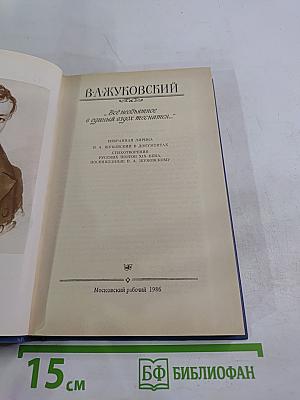 В.А.ЖУКОВСКИЙ
„Всё необъятное
в единый вздох теснится..."
ИЗБРАННАЯ ЛИРИКА
В. А. ЖУКОВСКИЙ В ДОКУМЕНТАХ
СТИХОТВОРЕНИЯ
РУССКИХ ПОЭТОВ XIX ВЕКА,
ПОСВЯЩЕННЫЕ В. А. ЖУКОВСКОМУ
Московский рабочий 1986
15 см
БФ БИБЛИОФАН